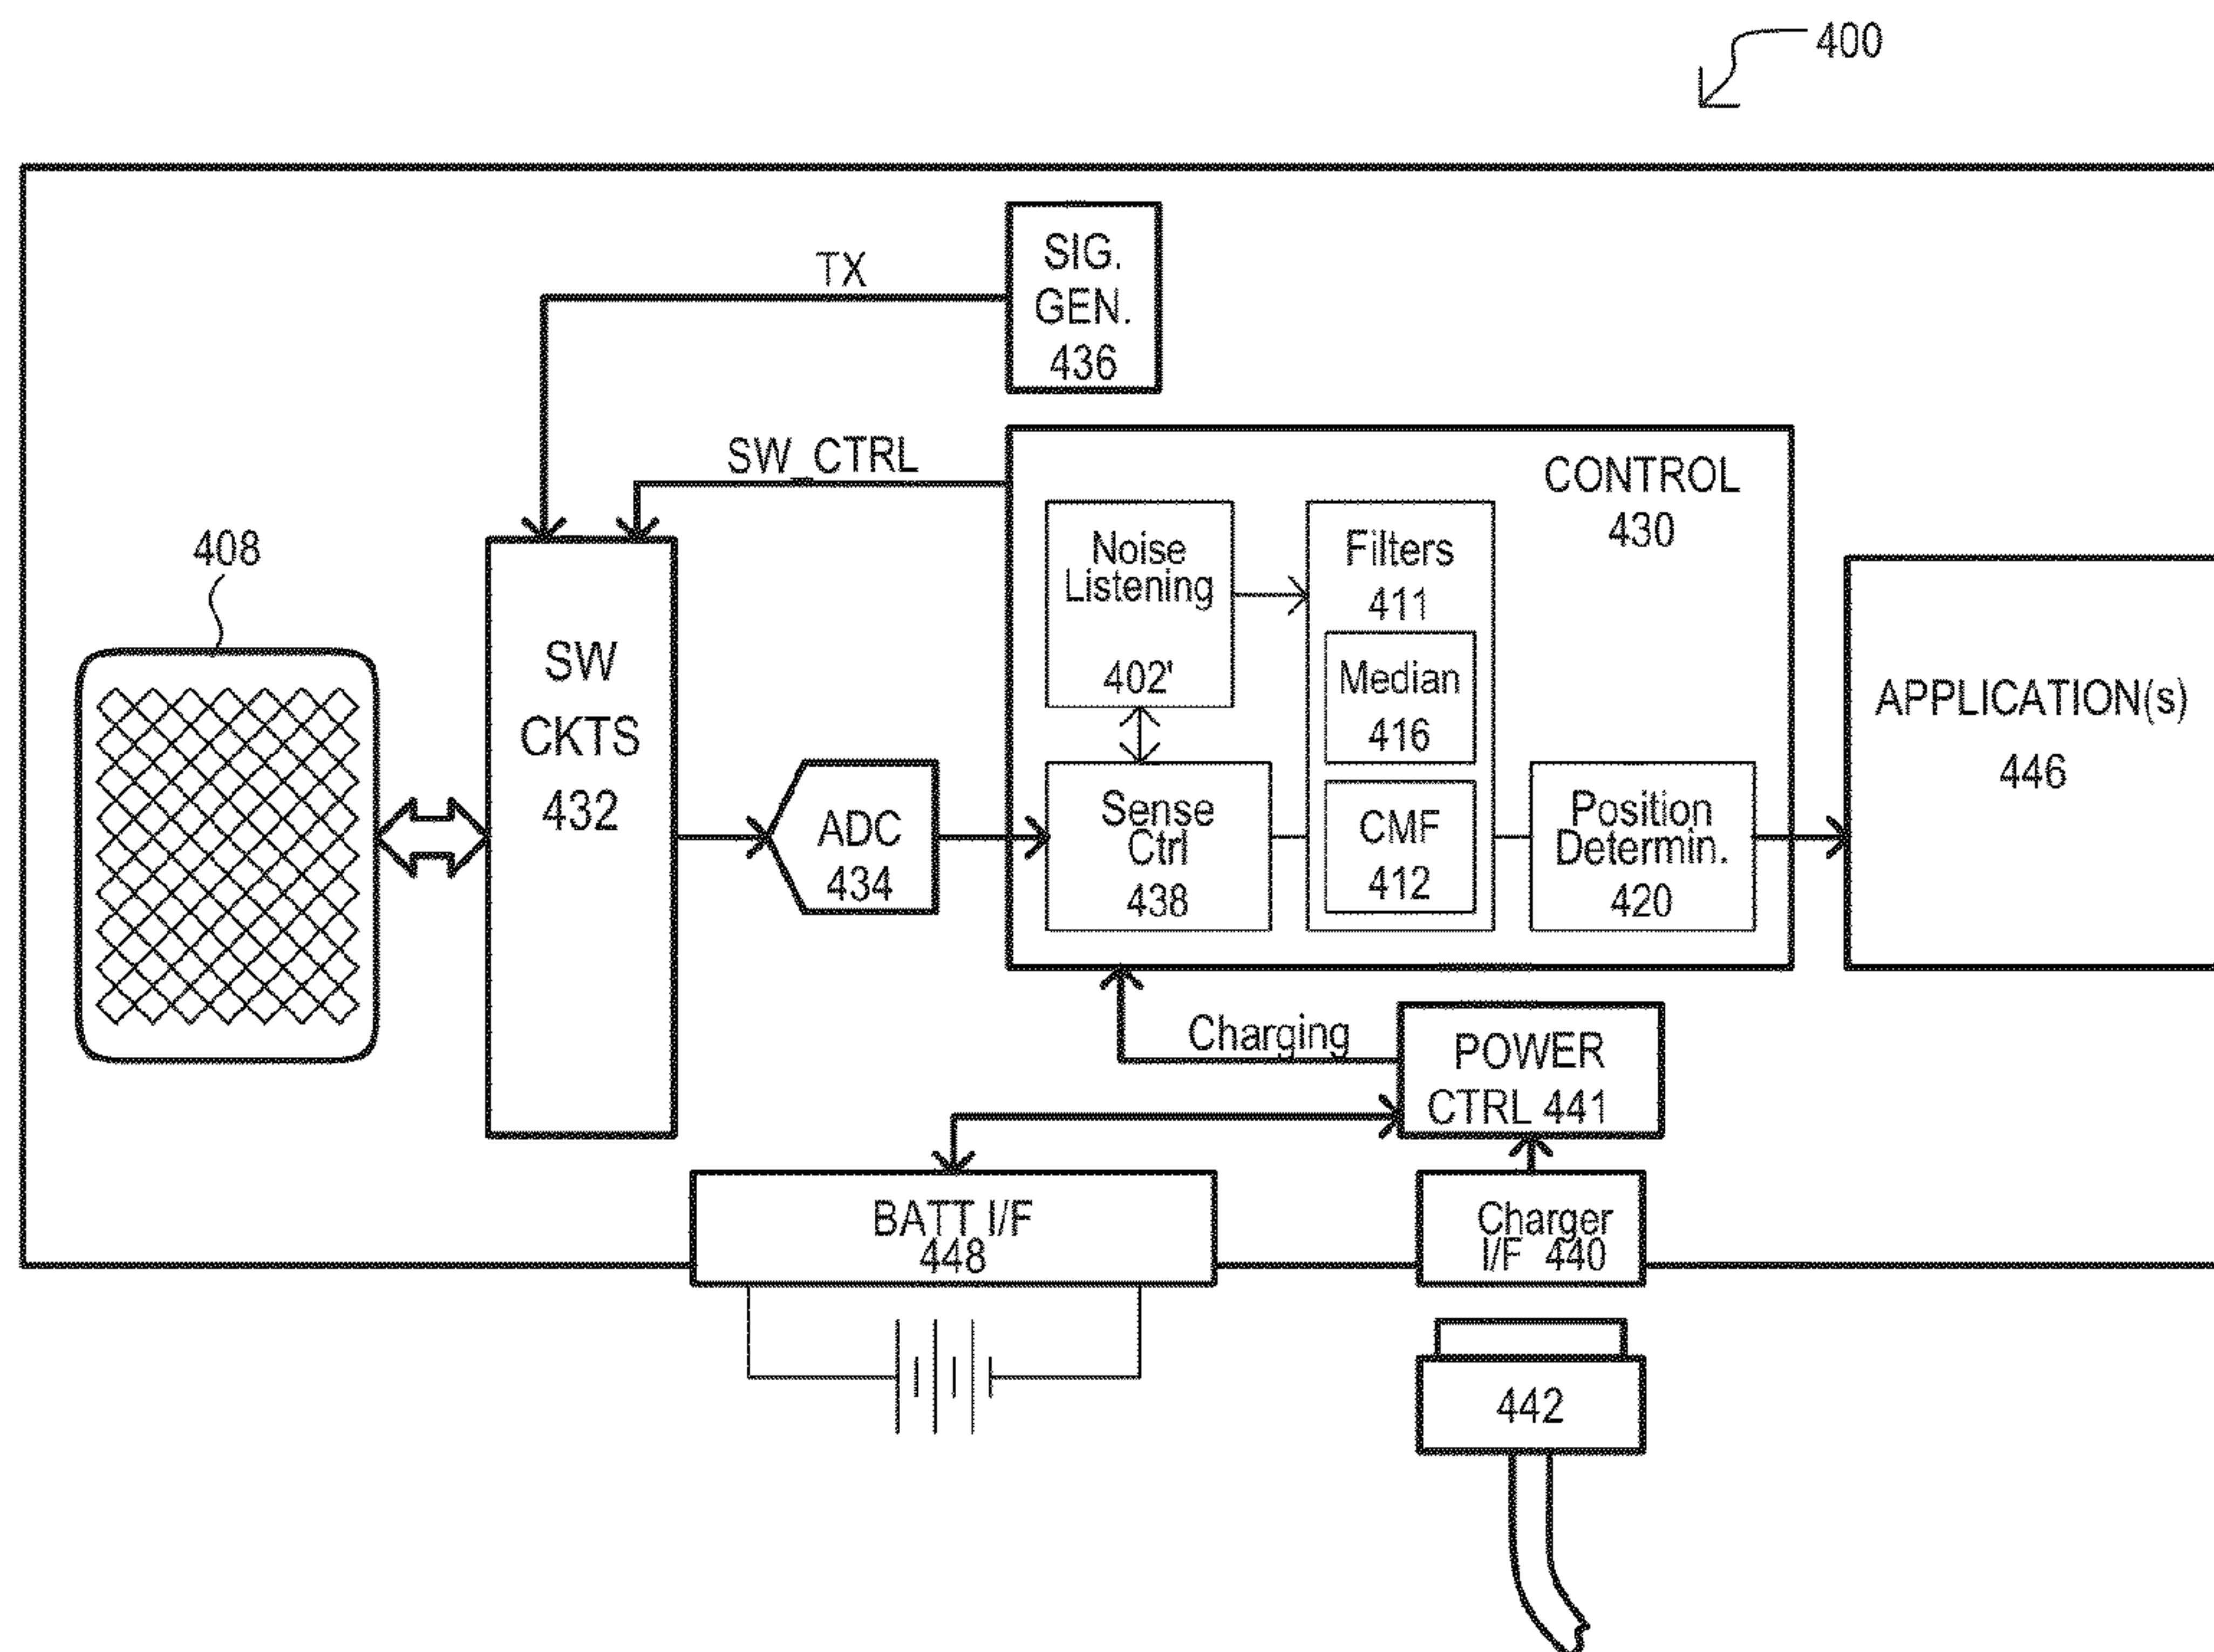 400
SIG.
GEN.
436
TX
SW_CTRL
CONTROL
430
408
Noise
Listening
402'
Filters
411
Median
416
CMF
412
SW
CKTS
432
ADC
434
Sense
Ctrl
438
Position
Determin.
420
APPLICATION(s)
446
Charging
POWER
CTRL 441
BATT I/F
448
Charger
I/F 440
442